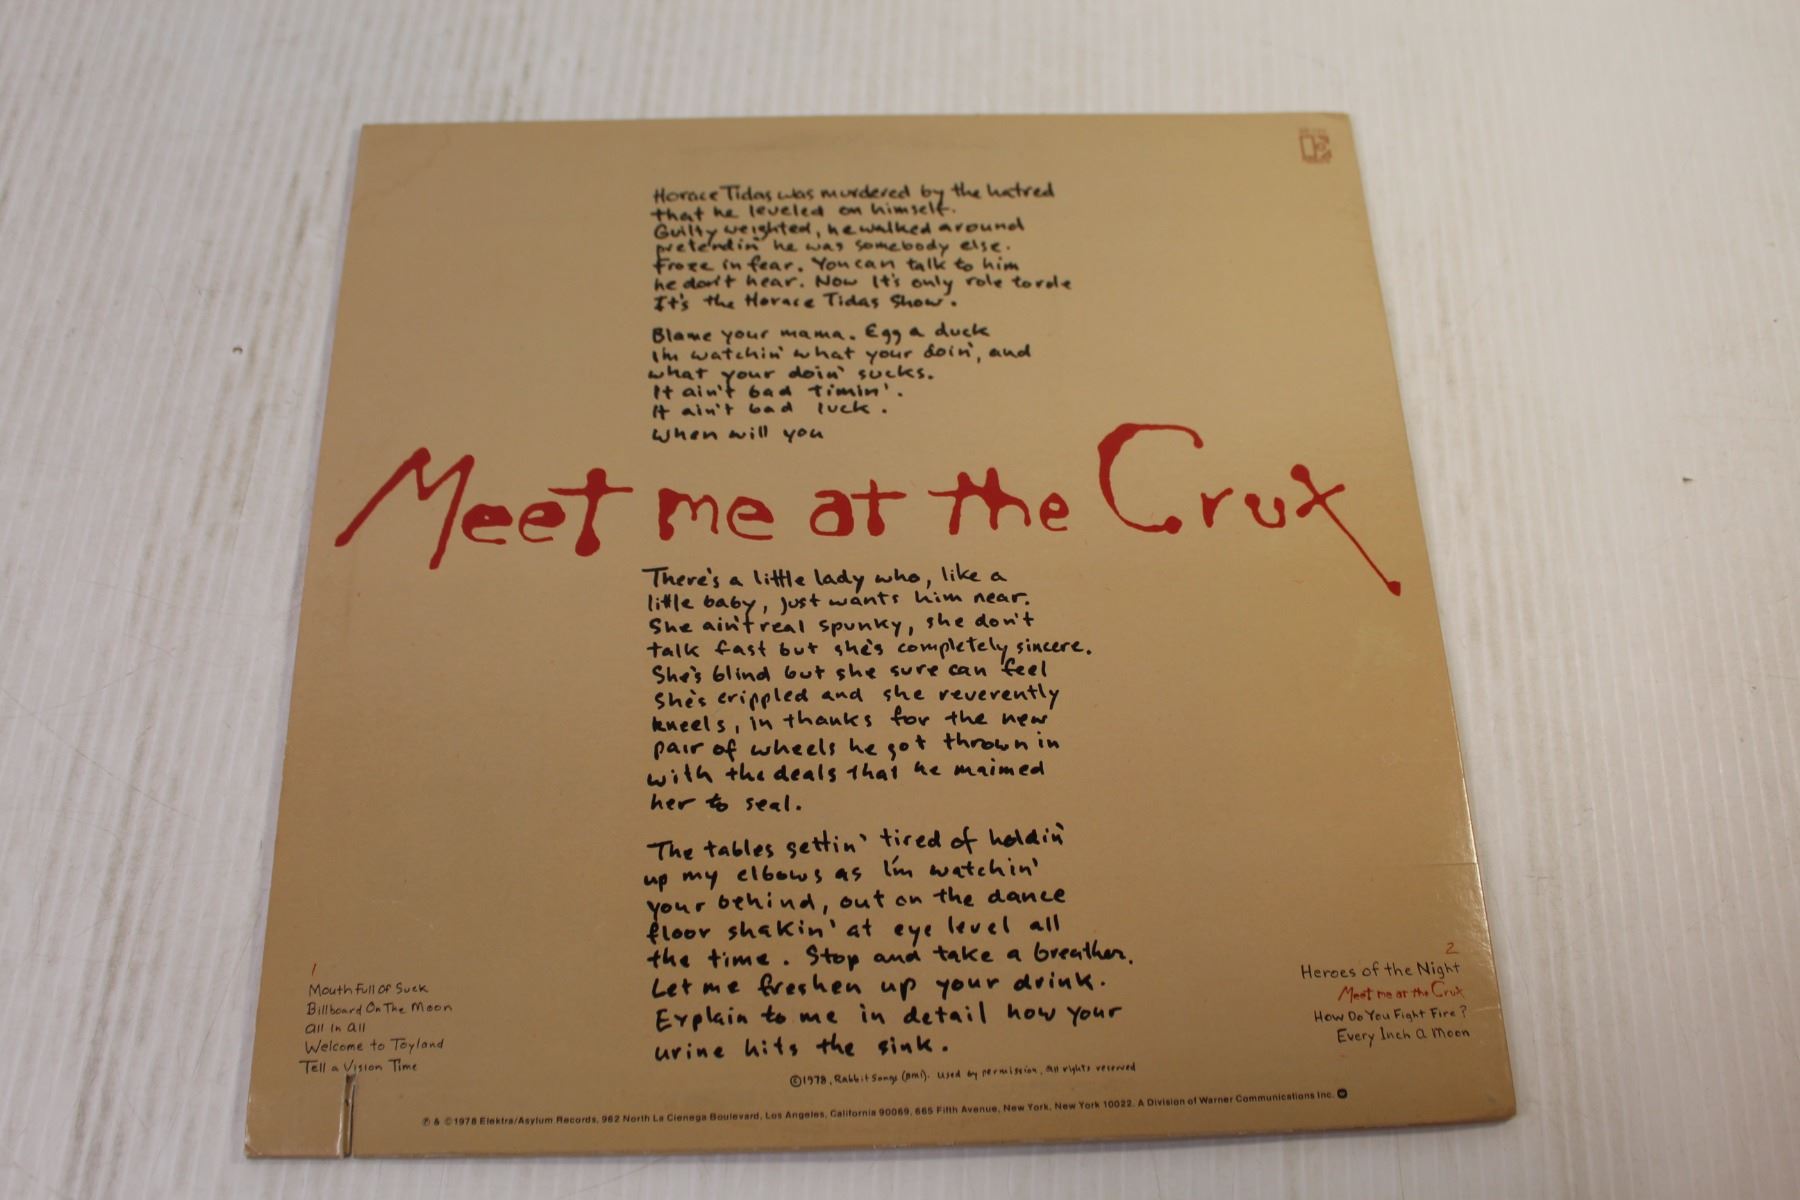 Horace Tidas was murdered by the hatred
that he leveled on himself.
Guilty weighted, he walked around
pretendin' he was somebody else.
Froze in fear. You can talk to him
he don't hear. Now It's only role to role
It's the Horace Tidas Show.
Blame your mama. Egg a duck
I'm watchin' what your doin', and
what your doin' sucks.
It ain't bad timin'.
It ain't bad luck.
When will you
Meet me at the Crux
There's a little lady who, like a
little baby, just wants him near.
She ain't real spunky, she don't
talk fast but she's completely sincere.
She's blind but she sure can feel
She's crippled and she reverently
kneels, in thanks for the new
pair of wheels he got thrown in
with the deals that he maimed
her to seal.
The tables gettin' tired of holdin'
up my elbows as I'm watchin'
your behind, out on the dance
floor shakin' at eye level all
the time. Stop and take a breather.
Let me freshen up your drink.
Explain to me in detail how your
urine hits the sink.
©1978, Rabbit Songs (BMI). Used by permission, all rights reserved
1
Mouth Full Of Suck
Billboard On The Moon
All In All
Welcome to Toyland
Tell a Vision Time
2
Heroes of the Night
Meet me at the Crux
How Do You Fight Fire?
Every Inch A Moon
℗ & © 1978 Elektra/Asylum Records, 962 North La Cienega Boulevard, Los Angeles, California 90069, 665 Fifth Avenue, New York, New York 10022. A Division of Warner Communications Inc.